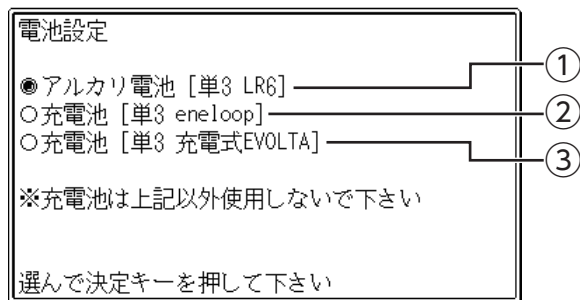 電池設定
◉アルカリ電池 [単3 LR6] ①
○充電池 [単3 eneloop] ②
○充電池 [単3 充電式EVOLTA] ③
※充電池は上記以外使用しないで下さい
選んで決定キーを押して下さい